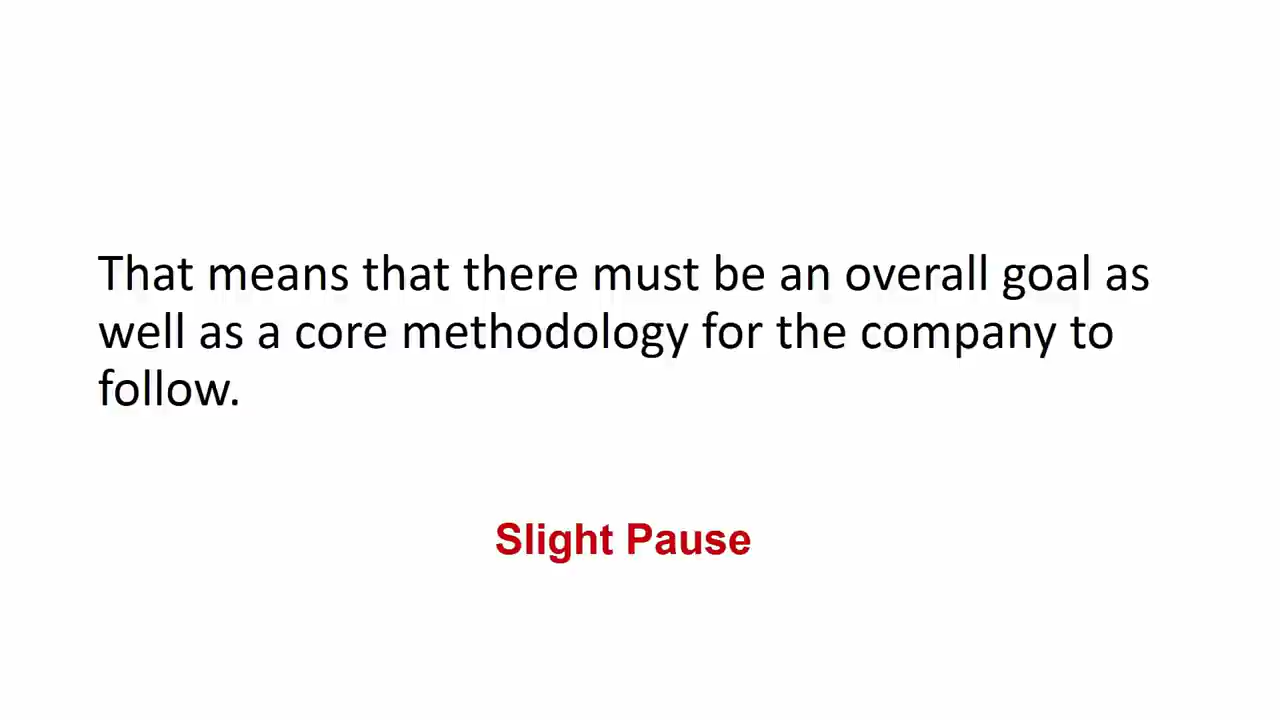 That means that there must be an overall goal as
well as a core methodology for the company to
follow.
Slight Pause